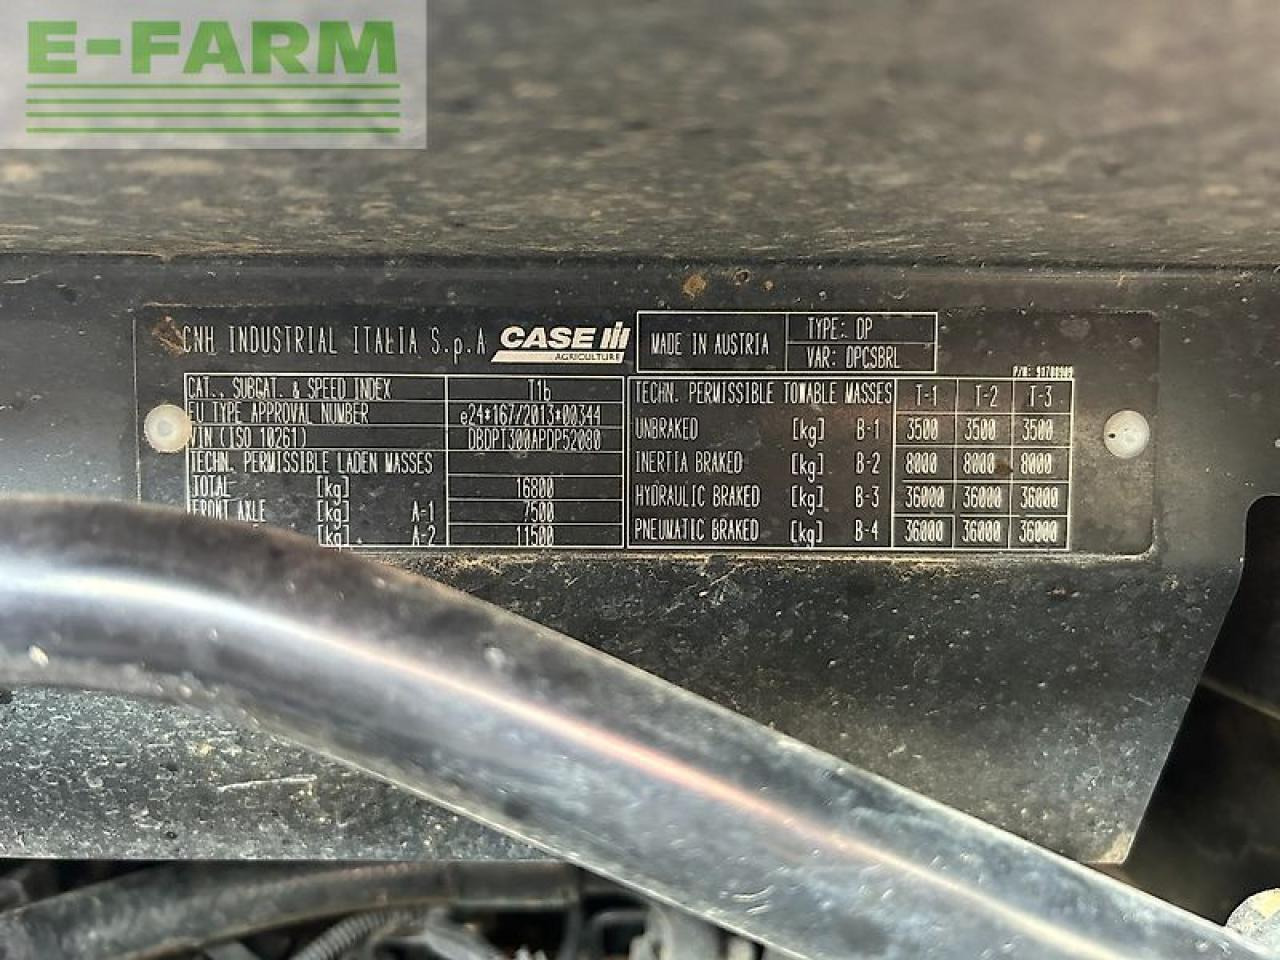 E-FARM
CNH INDUSTRIAL ITALIA S.p.A CASE IH AGRICULTURE
MADE IN AUSTRIA
TYPE: DP
VAR: DPCSBRL
CAT., SUBCAT. & SPEED INDEX T1b
EU TYPE APPROVAL NUMBER e24*167/2013*00344
VIN (ISO 10261) DBDPT300APDP52080
TECHN. PERMISSIBLE LADEN MASSES
TOTAL [kg] 16800
FRONT AXLE [kg] A-1 7500
[kg] A-2 11500
P/N:
TECHN. PERMISSIBLE TOWABLE MASSES T-1 T-2 T-3
UNBRAKED [kg] B-1 3500 3500 3500
INERTIA BRAKED [kg] B-2 8000 8000 8000
HYDRAULIC BRAKED [kg] B-3 36000 36000 36000
PNEUMATIC BRAKED [kg] B-4 36000 36000 36000